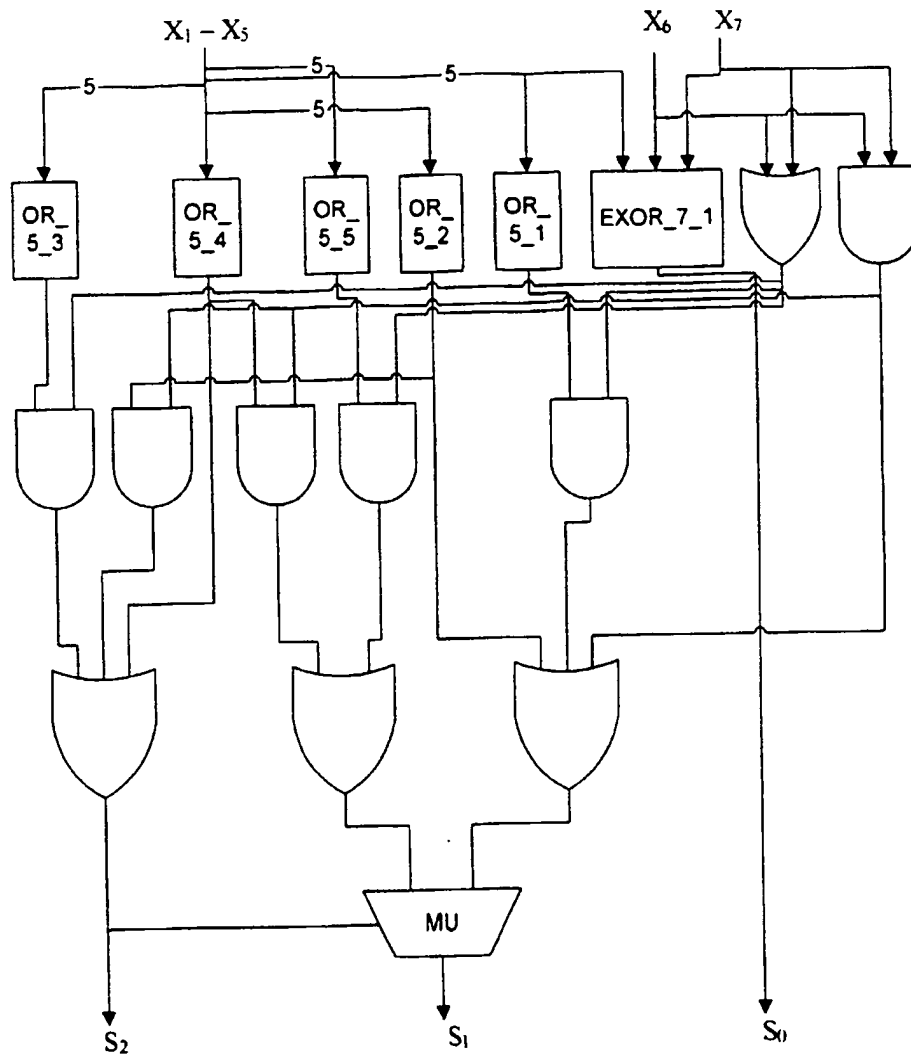 X₁ – X₅
X₆
X₇
5
5
5
5
OR_
5_3
OR_
5_4
OR_
5_5
OR_
5_2
OR_
5_1
EXOR_7_1
MU
S₂
S₁
S₀